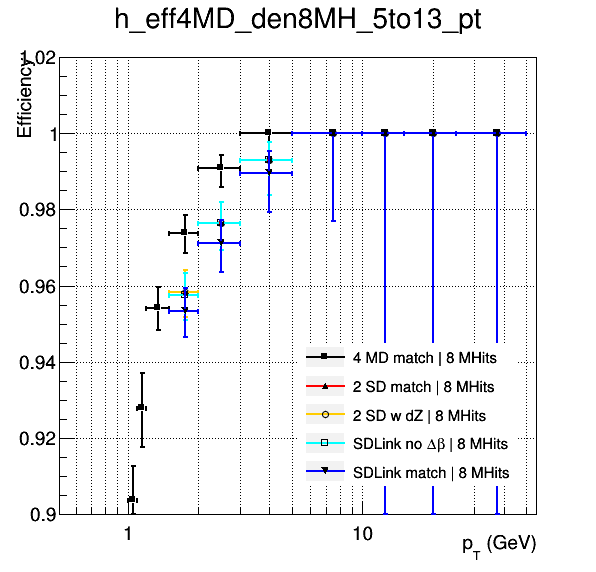 h_eff4MD_den8MH_5to13_pt
Efficiency
1.02
1
0.98
0.96
0.94
0.92
0.9
4 MD match | 8 MHits
2 SD match | 8 MHits
2 SD w dZ | 8 MHits
SDLink no Δβ | 8 MHits
SDLink match | 8 MHits
1
10
p_T (GeV)